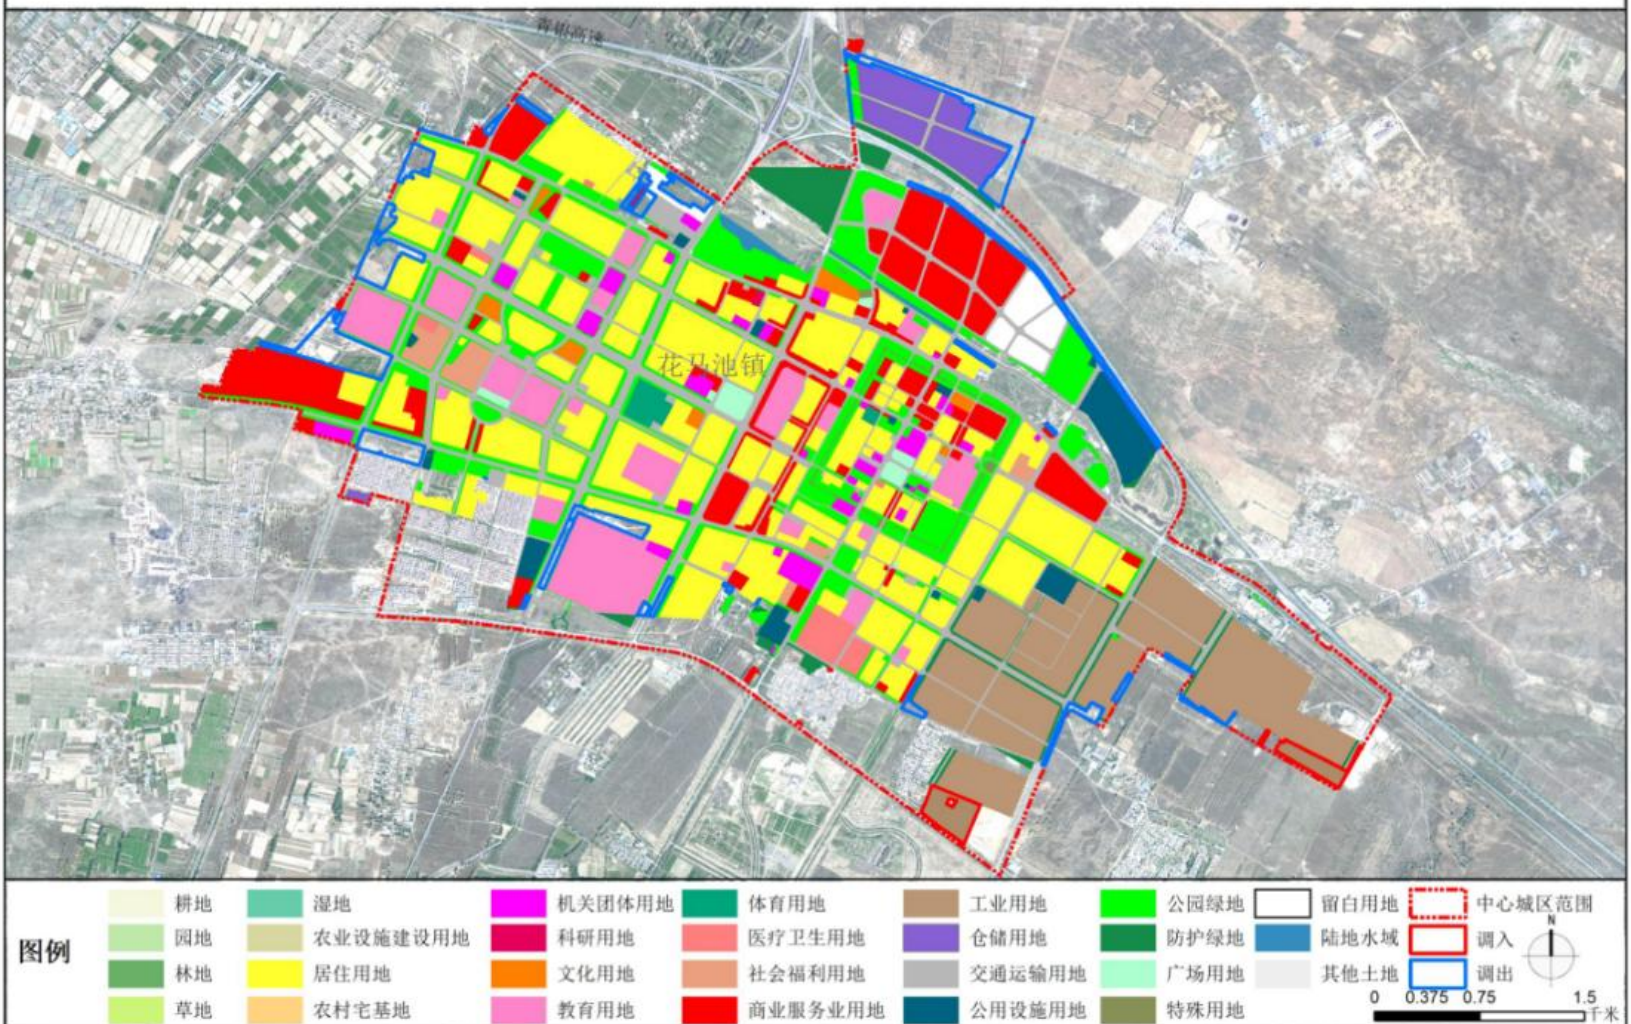 青银高速
花马池镇
图例
耕地 湿地 机关团体用地 体育用地 工业用地 公园绿地 留白用地 中心城区范围
园地 农业设施建设用地 科研用地 医疗卫生用地 仓储用地 防护绿地 陆地水域 调入
林地 居住用地 文化用地 社会福利用地 交通运输用地 广场用地 其他土地 调出
草地 农村宅基地 教育用地 商业服务业用地 公用设施用地 特殊用地
N
0 0.375 0.75 1.5
千米